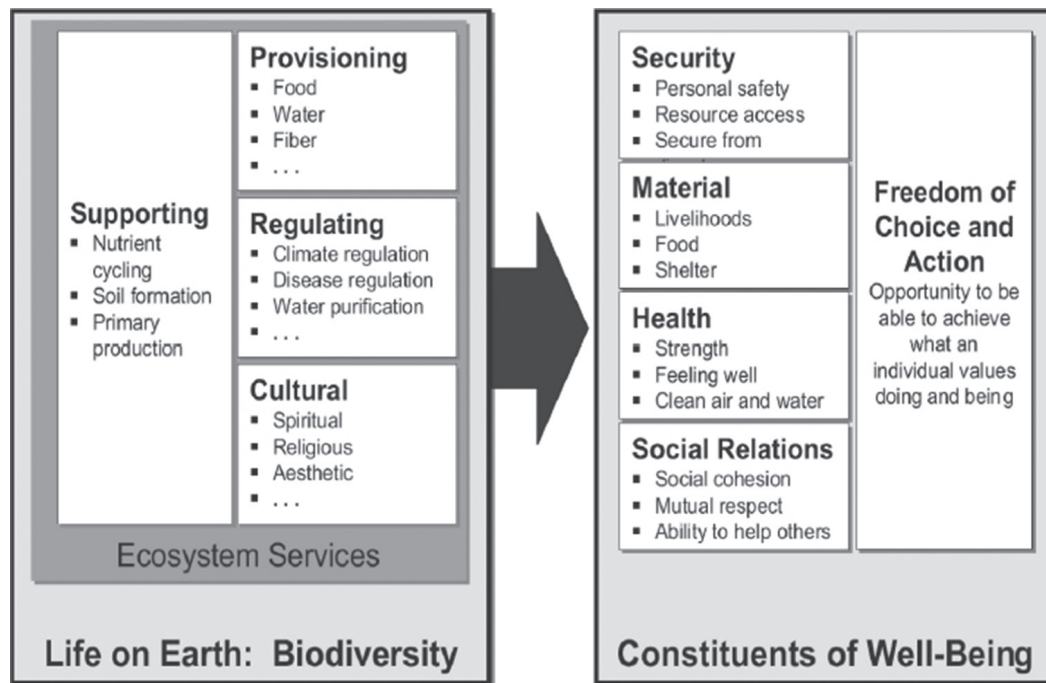 Supporting
▪ Nutrient
cycling
▪ Soil formation
▪ Primary
production
Provisioning
▪ Food
▪ Water
▪ Fiber
▪ . . .
Regulating
▪ Climate regulation
▪ Disease regulation
▪ Water purification
▪ . . .
Cultural
▪ Spiritual
▪ Religious
▪ Aesthetic
▪ . . .
Ecosystem Services
Life on Earth: Biodiversity
Security
▪ Personal safety
▪ Resource access
▪ Secure from
Material
▪ Livelihoods
▪ Food
▪ Shelter
Health
▪ Strength
▪ Feeling well
▪ Clean air and water
Social Relations
▪ Social cohesion
▪ Mutual respect
▪ Ability to help others
Freedom of
Choice and
Action
Opportunity to be
able to achieve
what an
individual values
doing and being
Constituents of Well-Being